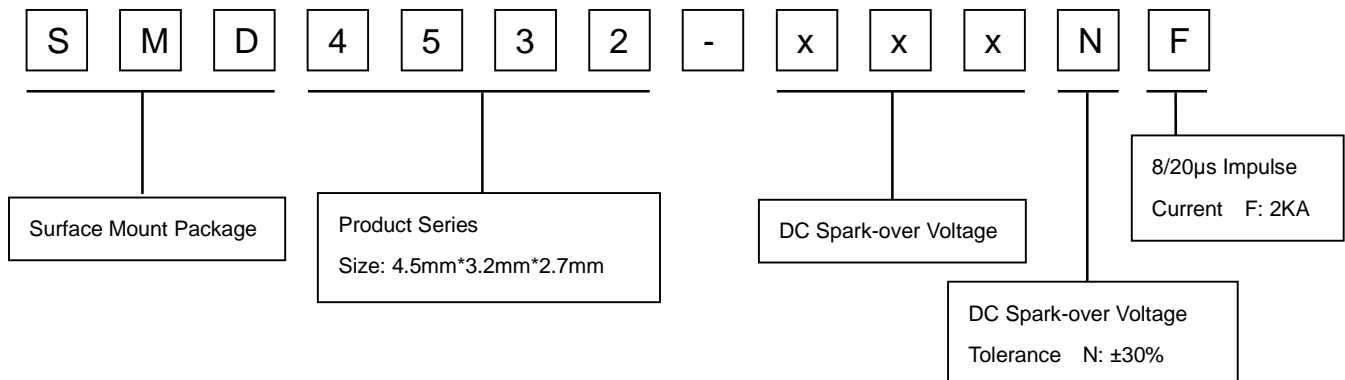 S M D 4 5 3 2 - x x x N F
8/20µs Impulse
Current F: 2KA
Surface Mount Package
Product Series
Size: 4.5mm*3.2mm*2.7mm
DC Spark-over Voltage
DC Spark-over Voltage
Tolerance N: ±30%